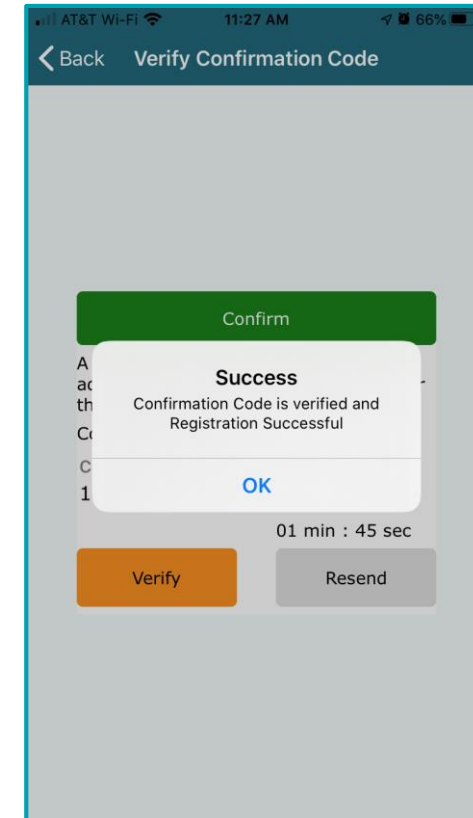 AT&T Wi-Fi 11:27 AM 66%
Back Verify Confirmation Code
Confirm
A
Success
Confirmation Code is verified and
Registration Successful
1
OK
01 min : 45 sec
Verify Resend